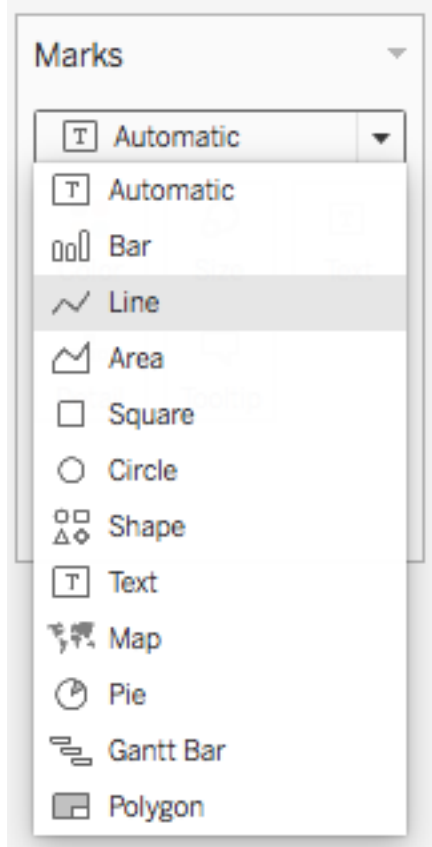 Marks
Automatic
Automatic
Bar
Line
Area
Square
Circle
Shape
Text
Map
Pie
Gantt Bar
Polygon